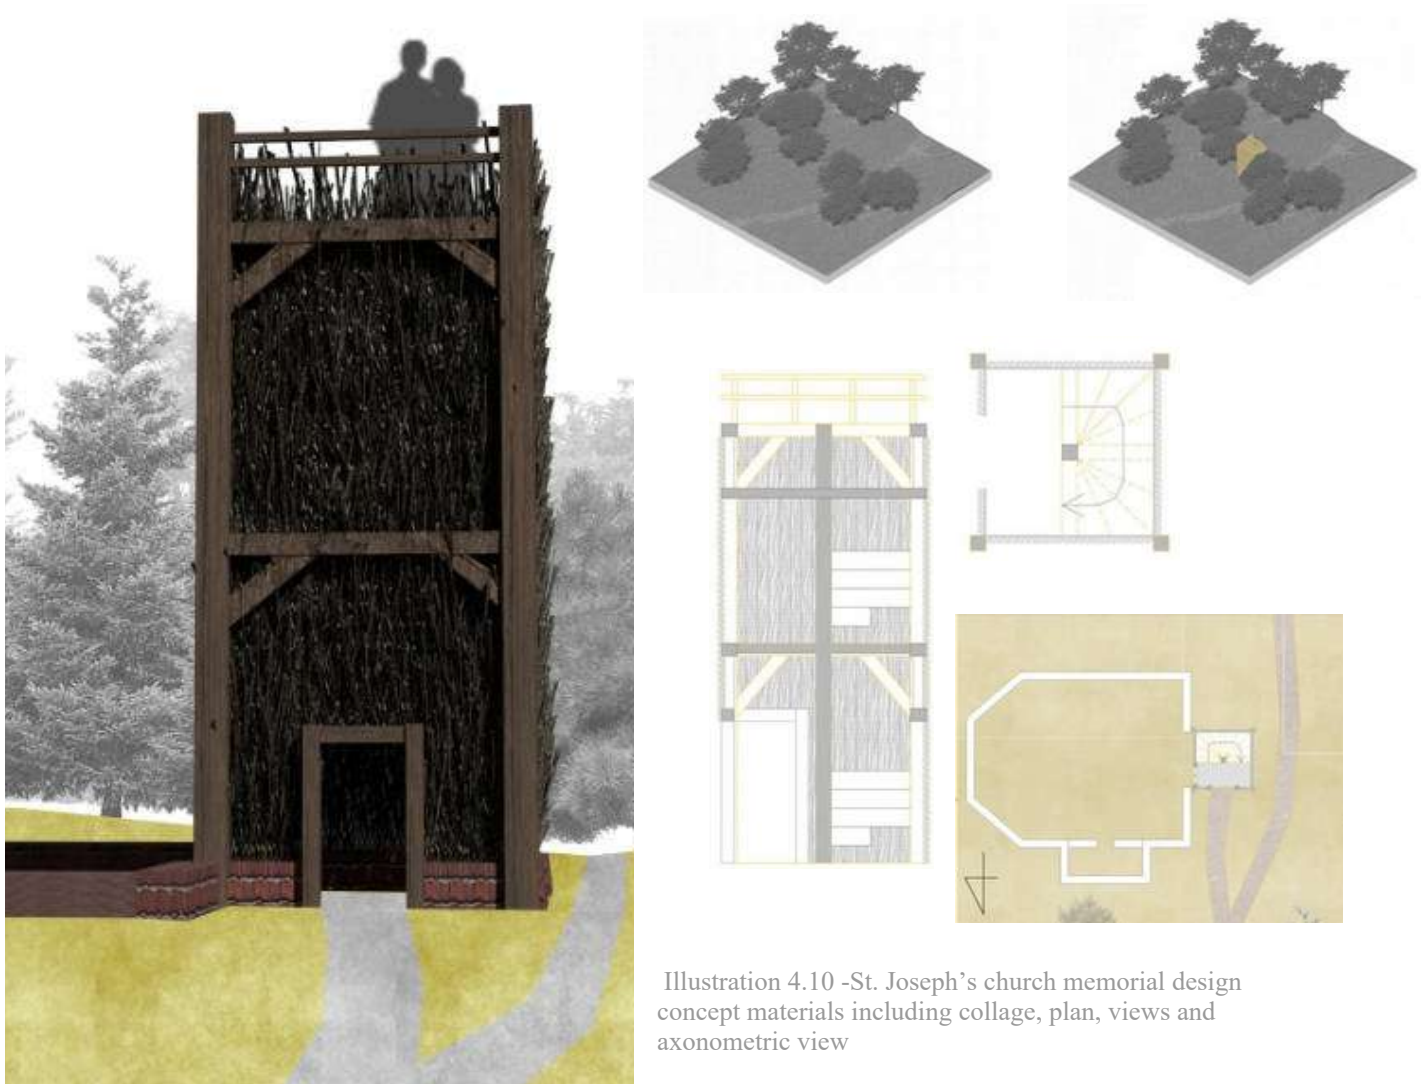 Illustration 4.10 -St. Joseph’s church memorial design
concept materials including collage, plan, views and
axonometric view